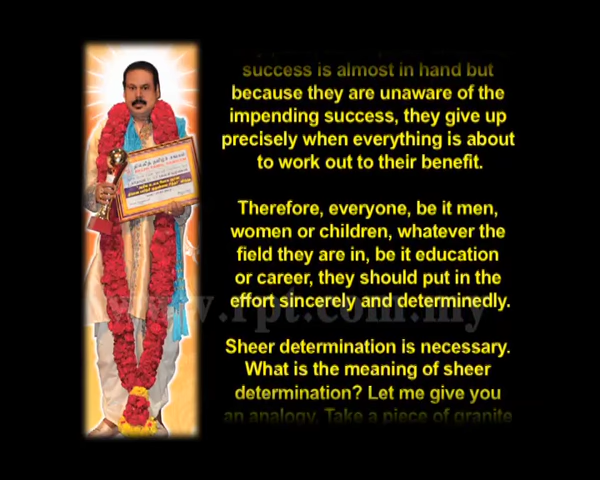 success is almost in hand but
because they are unaware of the
impending success, they give up
precisely when everything is about
to work out to their benefit.
Therefore, everyone, be it men,
women or children, whatever the
field they are in, be it education
or career, they should put in the
effort sincerely and determinedly.
www.rpt.com.my
Sheer determination is necessary.
What is the meaning of sheer
determination? Let me give you
an analogy. Take a piece of granite